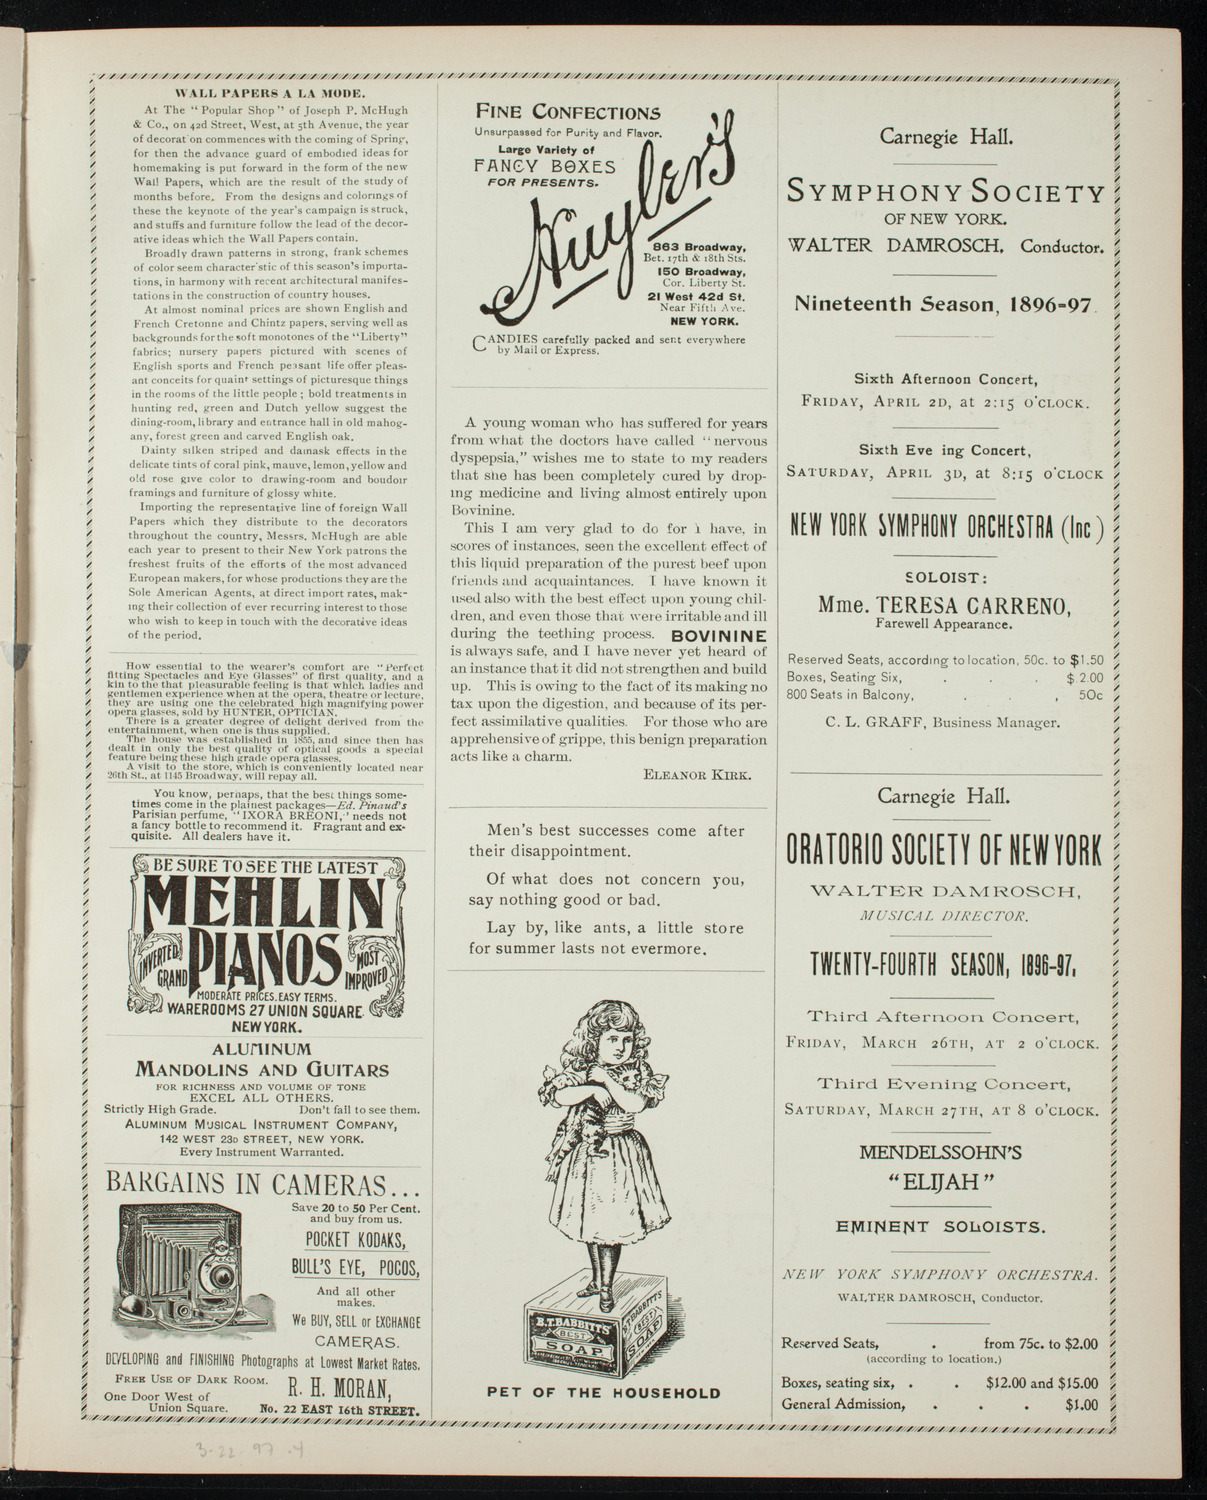 WALL PAPERS A LA MODE.
At The "Popular Shop" of Joseph P. McHugh
& Co., on 42d Street, West, at 5th Avenue, the year
of decorat on commences with the coming of Spring,
for then the advance guard of embodied ideas for
homemaking is put forward in the form of the new
Wall Papers, which are the result of the study of
months before. From the designs and colorings of
these the keynote of the year's campaign is struck,
and stuffs and furniture follow the lead of the decor-
ative ideas which the Wall Papers contain.
Broadly drawn patterns in strong, frank schemes
of color seem character stic of this season's importa-
tions, in harmony with recent architectural manifes-
tations in the construction of country houses.
At almost nominal prices are shown English and
French Cretonne and Chintz papers, serving well as
backgrounds for the soft monotones of the "Liberty"
fabrics; nursery papers pictured with scenes of
English sports and French peasant life offer pleas-
ant conceits for quaint settings of picturesque things
in the rooms of the little people; bold treatments in
hunting red, green and Dutch yellow suggest the
dining-room, library and entrance hall in old mahog-
any, forest green and carved English oak.
Dainty silken striped and damask effects in the
delicate tints of coral pink, mauve, lemon, yellow and
old rose give color to drawing-room and boudoir
framings and furniture of glossy white.
Importing the representative line of foreign Wall
Papers which they distribute to the decorators
throughout the country, Messrs. McHugh are able
each year to present to their New York patrons the
freshest fruits of the efforts of the most advanced
European makers, for whose productions they are the
Sole American Agents, at direct import rates, mak-
ing their collection of ever recurring interest to those
who wish to keep in touch with the decorative ideas
of the period.
How essential to the wearer's comfort are "Perfect
fitting Spectacles and Eye Glasses" of first quality, and a
kin to the that pleasurable feeling is that which ladies and
gentlemen experience when at the opera, theatre or lecture,
they are using one the celebrated high magnifying power
opera glasses, sold by HUNTER, OPTICIAN.
There is a greater degree of delight derived from the
entertainment, when one is thus supplied.
The house was established in 1855, and since then has
dealt in only the best quality of optical goods a special
feature being these high grade opera glasses.
A visit to the store, which is conveniently located near
26th St., at 1145 Broadway, will repay all.
You know, perhaps, that the best things some-
times come in the plainest packages—Ed. Pinaud's
Parisian perfume, "IXORA BREONI," needs not
a fancy bottle to recommend it. Fragrant and ex-
quisite. All dealers have it.
BE SURE TO SEE THE LATEST
MEHLIN
PIANOS
INVERTED
GRAND
MOST
IMPROVED
MODERATE PRICES. EASY TERMS.
WAREROOMS 27 UNION SQUARE
NEW YORK.
ALUMINUM
MANDOLINS AND GUITARS
FOR RICHNESS AND VOLUME OF TONE
EXCEL ALL OTHERS.
Strictly High Grade. Don't fail to see them.
ALUMINUM MUSICAL INSTRUMENT COMPANY,
142 WEST 23D STREET, NEW YORK.
Every Instrument Warranted.
BARGAINS IN CAMERAS...
Save 20 to 50 Per Cent.
and buy from us.
POCKET KODAKS,
BULL'S EYE, POCOS,
And all other
makes.
We BUY, SELL or EXCHANGE
CAMERAS.
DEVELOPING and FINISHING Photographs at Lowest Market Rates.
FREE USE OF DARK ROOM.
One Door West of
Union Square.
R. H. MORAN,
No. 22 EAST 16th STREET.
FINE CONFECTIONS
Unsurpassed for Purity and Flavor.
Large Variety of
FANCY BOXES
FOR PRESENTS.
Huyler's
863 Broadway,
Bet. 17th & 18th Sts.
150 Broadway,
Cor. Liberty St.
21 West 42d St.
Near Fifth Ave.
NEW YORK.
CANDIES carefully packed and sent everywhere
by Mail or Express.
A young woman who has suffered for years
from what the doctors have called "nervous
dyspepsia," wishes me to state to my readers
that she has been completely cured by drop-
ing medicine and living almost entirely upon
Bovinine.
This I am very glad to do for I have, in
scores of instances, seen the excellent effect of
this liquid preparation of the purest beef upon
friends and acquaintances. I have known it
used also with the best effect upon young chil-
dren, and even those that were irritable and ill
during the teething process. BOVININE
is always safe, and I have never yet heard of
an instance that it did not strengthen and build
up. This is owing to the fact of its making no
tax upon the digestion, and because of its per-
fect assimilative qualities. For those who are
apprehensive of grippe, this benign preparation
acts like a charm.
ELEANOR KIRK.
Men's best successes come after
their disappointment.
Of what does not concern you,
say nothing good or bad.
Lay by, like ants, a little store
for summer lasts not evermore.
B.T. BABBITT'S
BEST
SOAP
B.T. BABBITT'S
BEST
SOAP
PET OF THE HOUSEHOLD
Carnegie Hall.
SYMPHONY SOCIETY
OF NEW YORK.
WALTER DAMROSCH, Conductor.
Nineteenth Season, 1896-97.
Sixth Afternoon Concert,
FRIDAY, APRIL 2D, at 2:15 O'CLOCK.
Sixth Eve ing Concert,
SATURDAY, APRIL 3D, at 8:15 O'CLOCK
NEW YORK SYMPHONY ORCHESTRA (Inc )
SOLOIST:
Mme. TERESA CARRENO,
Farewell Appearance.
Reserved Seats, according to location, 50c. to $1.50
Boxes, Seating Six, . . . $ 2.00
800 Seats in Balcony, . , 50c
C. L. GRAFF, Business Manager.
Carnegie Hall.
ORATORIO SOCIETY OF NEW YORK
WALTER DAMROSCH,
MUSICAL DIRECTOR.
TWENTY-FOURTH SEASON, 1896-97,
Third Afternoon Concert,
FRIDAY, MARCH 26TH, AT 2 O'CLOCK.
Third Evening Concert,
SATURDAY, MARCH 27TH, AT 8 O'CLOCK.
MENDELSSOHN'S
"ELIJAH"
EMINENT SOLOISTS.
NEW YORK SYMPHONY ORCHESTRA.
WALTER DAMROSCH, Conductor.
Reserved Seats, . from 75c. to $2.00
(according to location.)
Boxes, seating six, . . $12.00 and $15.00
General Admission, . . . $1.00
3-22-97-4